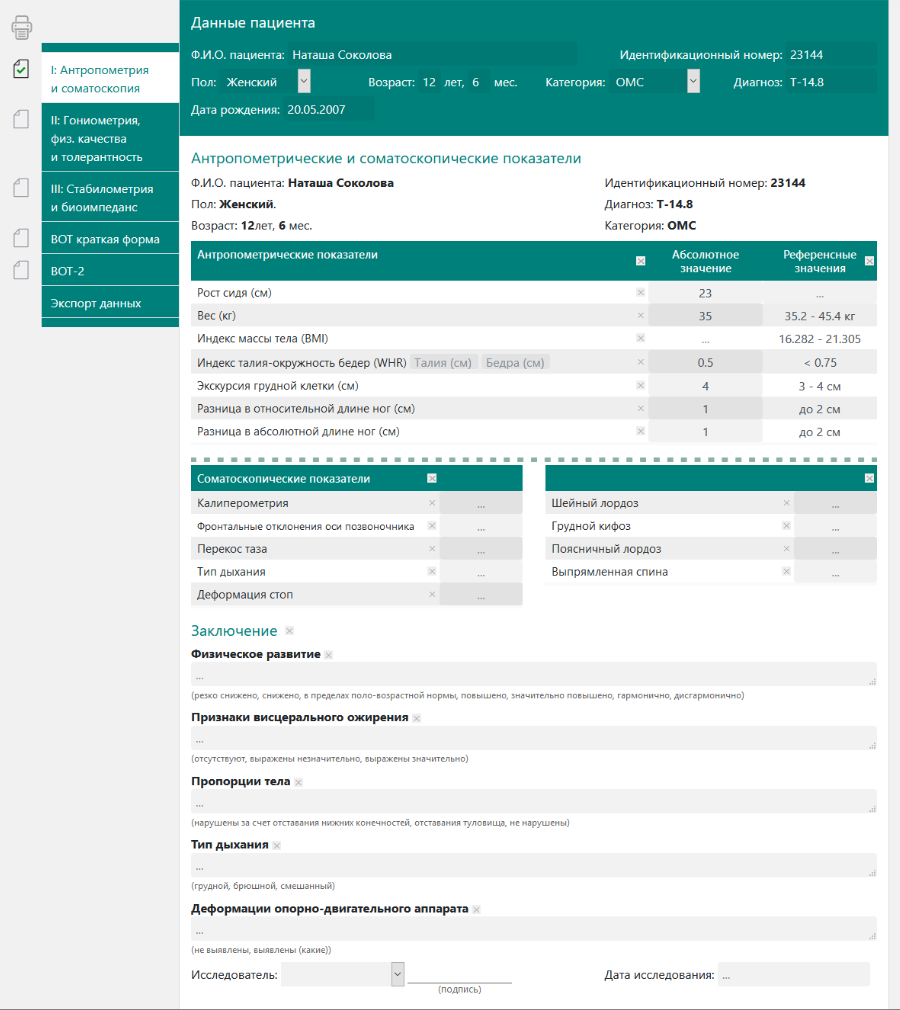 Данные пациента
Ф.И.О. пациента: Наташа Соколова Идентификационный номер: 23144
Пол: Женский Возраст: 12 лет, 6 мес. Категория: ОМС Диагноз: Т-14.8
Дата рождения: 20.05.2007
I: Антропометрия
и соматоскопия
II: Гониометрия,
физ. качества
и толерантность
III: Стабилометрия
и биоимпеданс
ВОТ краткая форма
ВОТ-2
Экспорт данных
Антропометрические и соматоскопические показатели
Ф.И.О. пациента: Наташа Соколова Идентификационный номер: 23144
Пол: Женский. Диагноз: Т-14.8
Возраст: 12лет, 6 мес. Категория: ОМС
Антропометрические показатели Абсолютное значение Референсные значения
Рост сидя (см) 23 ...
Вес (кг) 35 35.2 - 45.4 кг
Индекс массы тела (BMI) ... 16.282 - 21.305
Индекс талия-окружность бедер (WHR) Талия (см) Бедра (см) 0.5 < 0.75
Экскурсия грудной клетки (см) 4 3 - 4 см
Разница в относительной длине ног (см) 1 до 2 см
Разница в абсолютной длине ног (см) 1 до 2 см
Соматоскопические показатели
Калиперометрия ... Шейный лордоз ...
Фронтальные отклонения оси позвоночника ... Грудной кифоз ...
Перекос таза ... Поясничный лордоз ...
Тип дыхания ... Выпрямленная спина ...
Деформация стоп ...
Заключение
Физическое развитие
...
(резко снижено, снижено, в пределах поло-возрастной нормы, повышено, значительно повышено, гармонично, дисгармонично)
Признаки висцерального ожирения
...
(отсутствуют, выражены незначительно, выражены значительно)
Пропорции тела
...
(нарушены за счет отставания нижних конечностей, отставания туловища, не нарушены)
Тип дыхания
...
(грудной, брюшной, смешанный)
Деформации опорно-двигательного аппарата
...
(не выявлены, выявлены (какие))
Исследователь: Дата исследования: ...
(подпись)